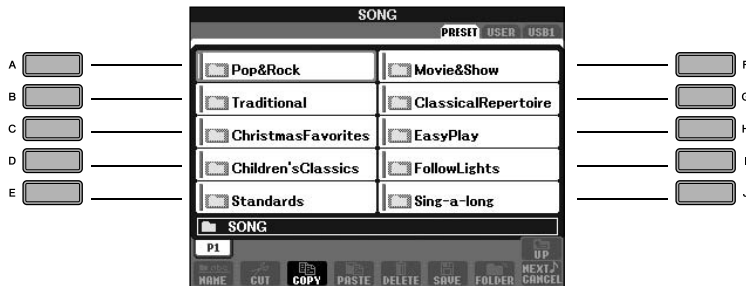 SONG
PRESET USER USB1
A Pop&Rock Movie&Show F
B Traditional ClassicalRepertoire G
C ChristmasFavorites EasyPlay H
D Children'sClassics FollowLights I
E Standards Sing-a-long J
SONG
P1 UP
NAME CUT COPY PASTE DELETE SAVE FOLDER NEXT CANCEL